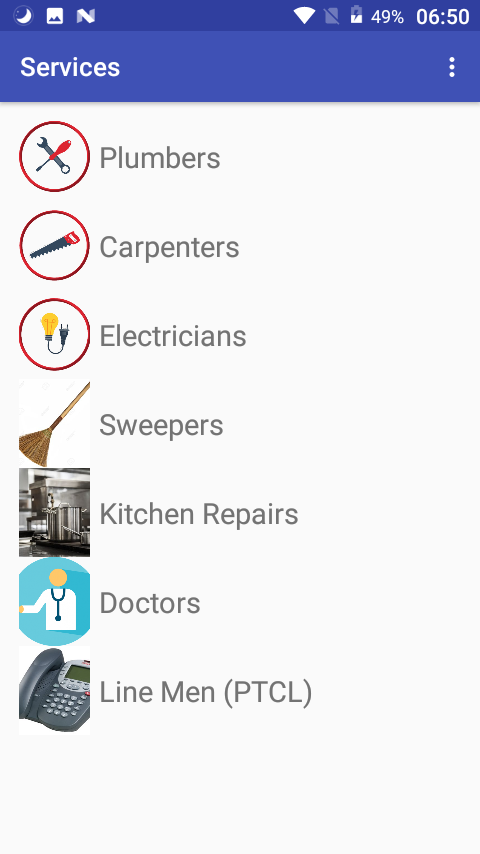 49% 06:50
Services
Plumbers
Carpenters
Electricians
Sweepers
Kitchen Repairs
Doctors
Line Men (PTCL)